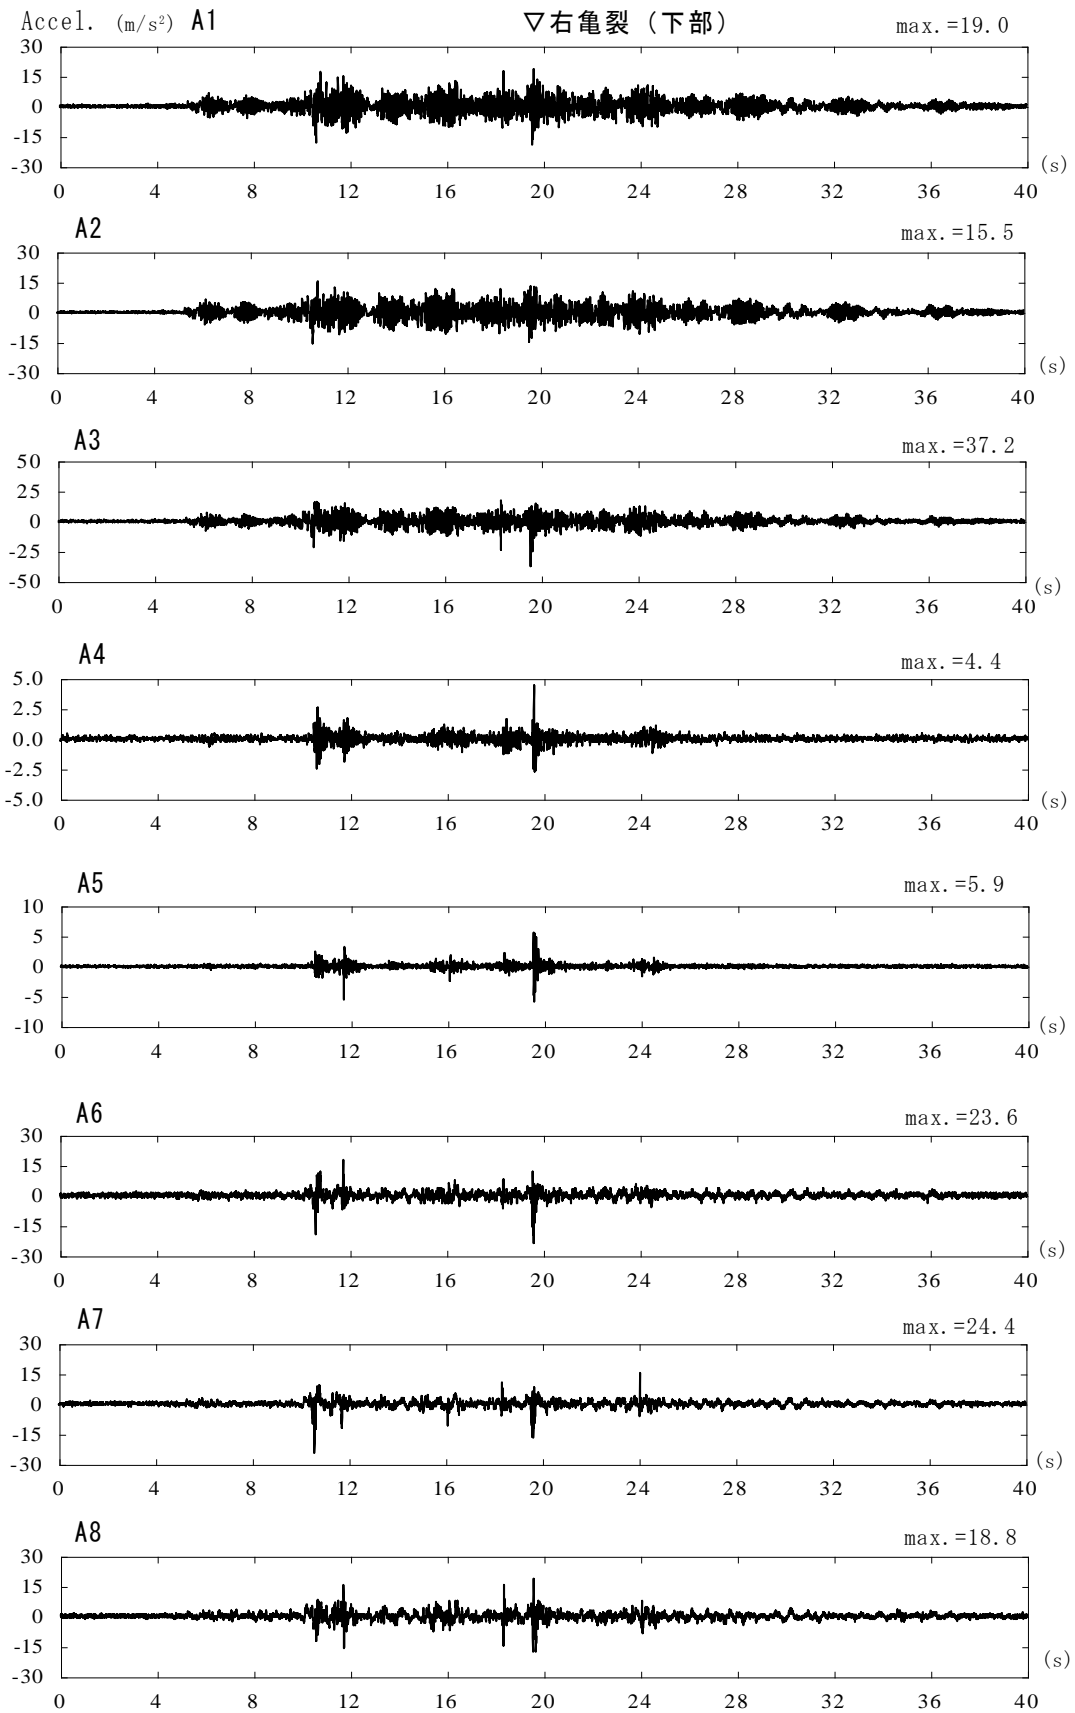 Accel. (m/s²) A1 ▽右亀裂（下部） max.=19.0
30
15
0
-15
-30
(s)
0 4 8 12 16 20 24 28 32 36 40
A2 max.=15.5
30
15
0
-15
-30
(s)
0 4 8 12 16 20 24 28 32 36 40
A3 max.=37.2
50
25
0
-25
-50
(s)
0 4 8 12 16 20 24 28 32 36 40
A4 max.=4.4
5.0
2.5
0.0
-2.5
-5.0
(s)
0 4 8 12 16 20 24 28 32 36 40
A5 max.=5.9
10
5
0
-5
-10
(s)
0 4 8 12 16 20 24 28 32 36 40
A6 max.=23.6
30
15
0
-15
-30
(s)
0 4 8 12 16 20 24 28 32 36 40
A7 max.=24.4
30
15
0
-15
-30
(s)
0 4 8 12 16 20 24 28 32 36 40
A8 max.=18.8
30
15
0
-15
-30
(s)
0 4 8 12 16 20 24 28 32 36 40